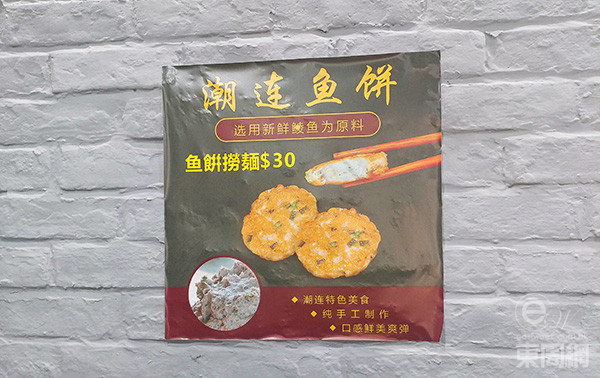 潮连鱼饼
选用新鲜鲮鱼为原料
鱼餅撈麵$30
◆ 潮连特色美食
◆ 纯手工制作
◆ 口感鲜美爽弹
e
東周網